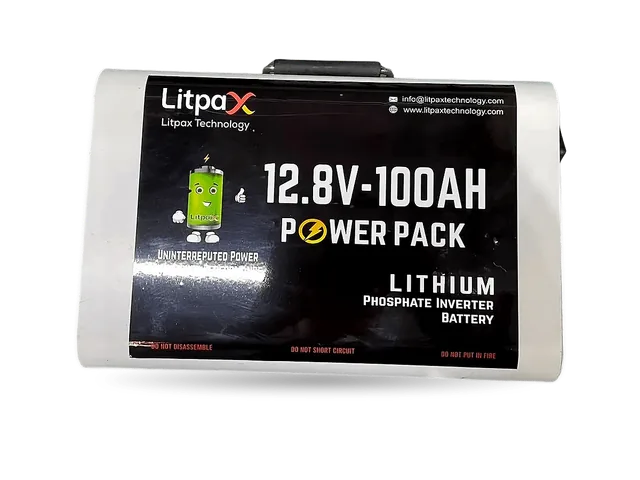 Litpax
Litpax Technology
info@litpaxtechnology.com
www.litpaxtechnology.com
12.8V-100AH
POWER PACK
Litpax
UNINTERREPUTED POWER
LITHIUM
PHOSPHATE INVERTER
BATTERY
DO NOT DISASSEMBLE
DO NOT SHORT CIRCUIT
DO NOT PUT IN FIRE